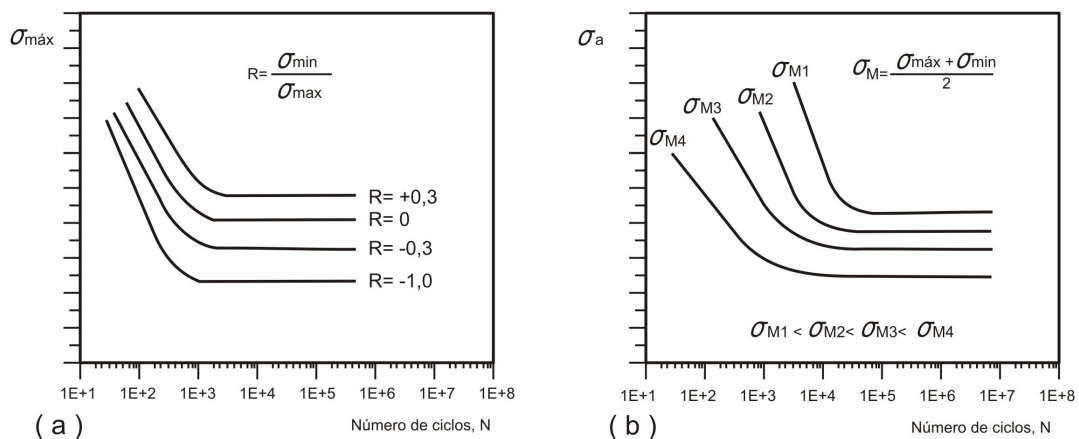 σmáx
R= σmin
σmax
R= +0,3
R= 0
R= -0,3
R= -1,0
1E+1 1E+2 1E+3 1E+4 1E+5 1E+6 1E+7 1E+8
( a )
Número de ciclos, N
σa
σM1
σM2
σM3
σM4
σM= σmáx + σmin
2
σM1 < σM2< σM3< σM4
1E+1 1E+2 1E+3 1E+4 1E+5 1E+6 1E+7 1E+8
( b )
Número de ciclos, N